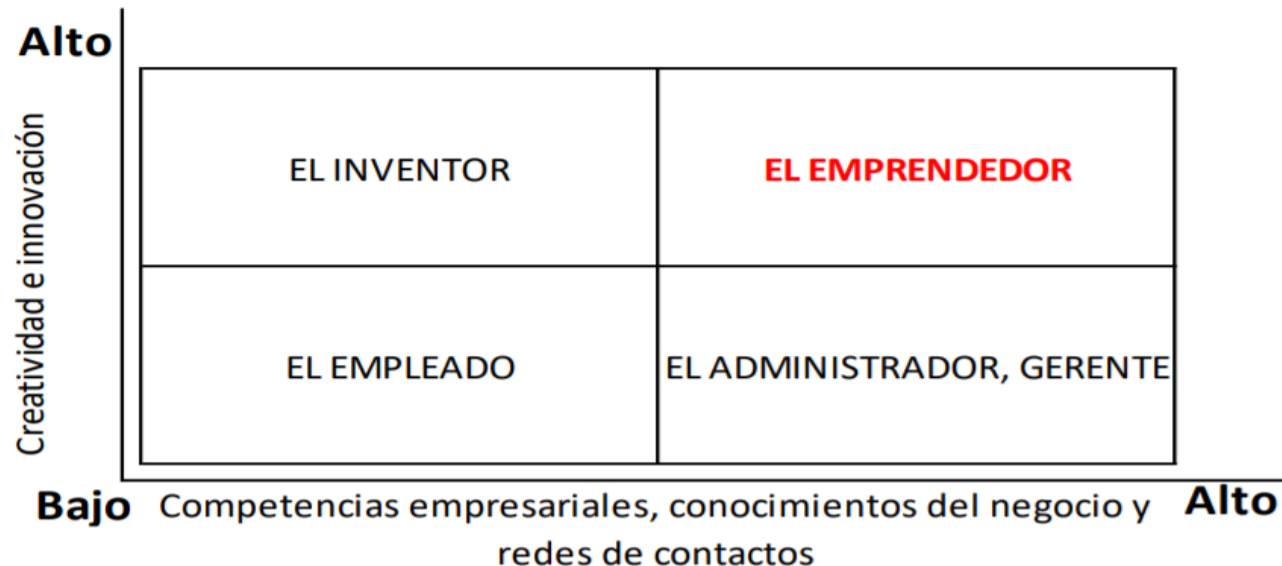 Alto
Creatividad e innovación
EL INVENTOR
EL EMPRENDEDOR
EL EMPLEADO
EL ADMINISTRADOR, GERENTE
Bajo
Competencias empresariales, conocimientos del negocio y
redes de contactos
Alto